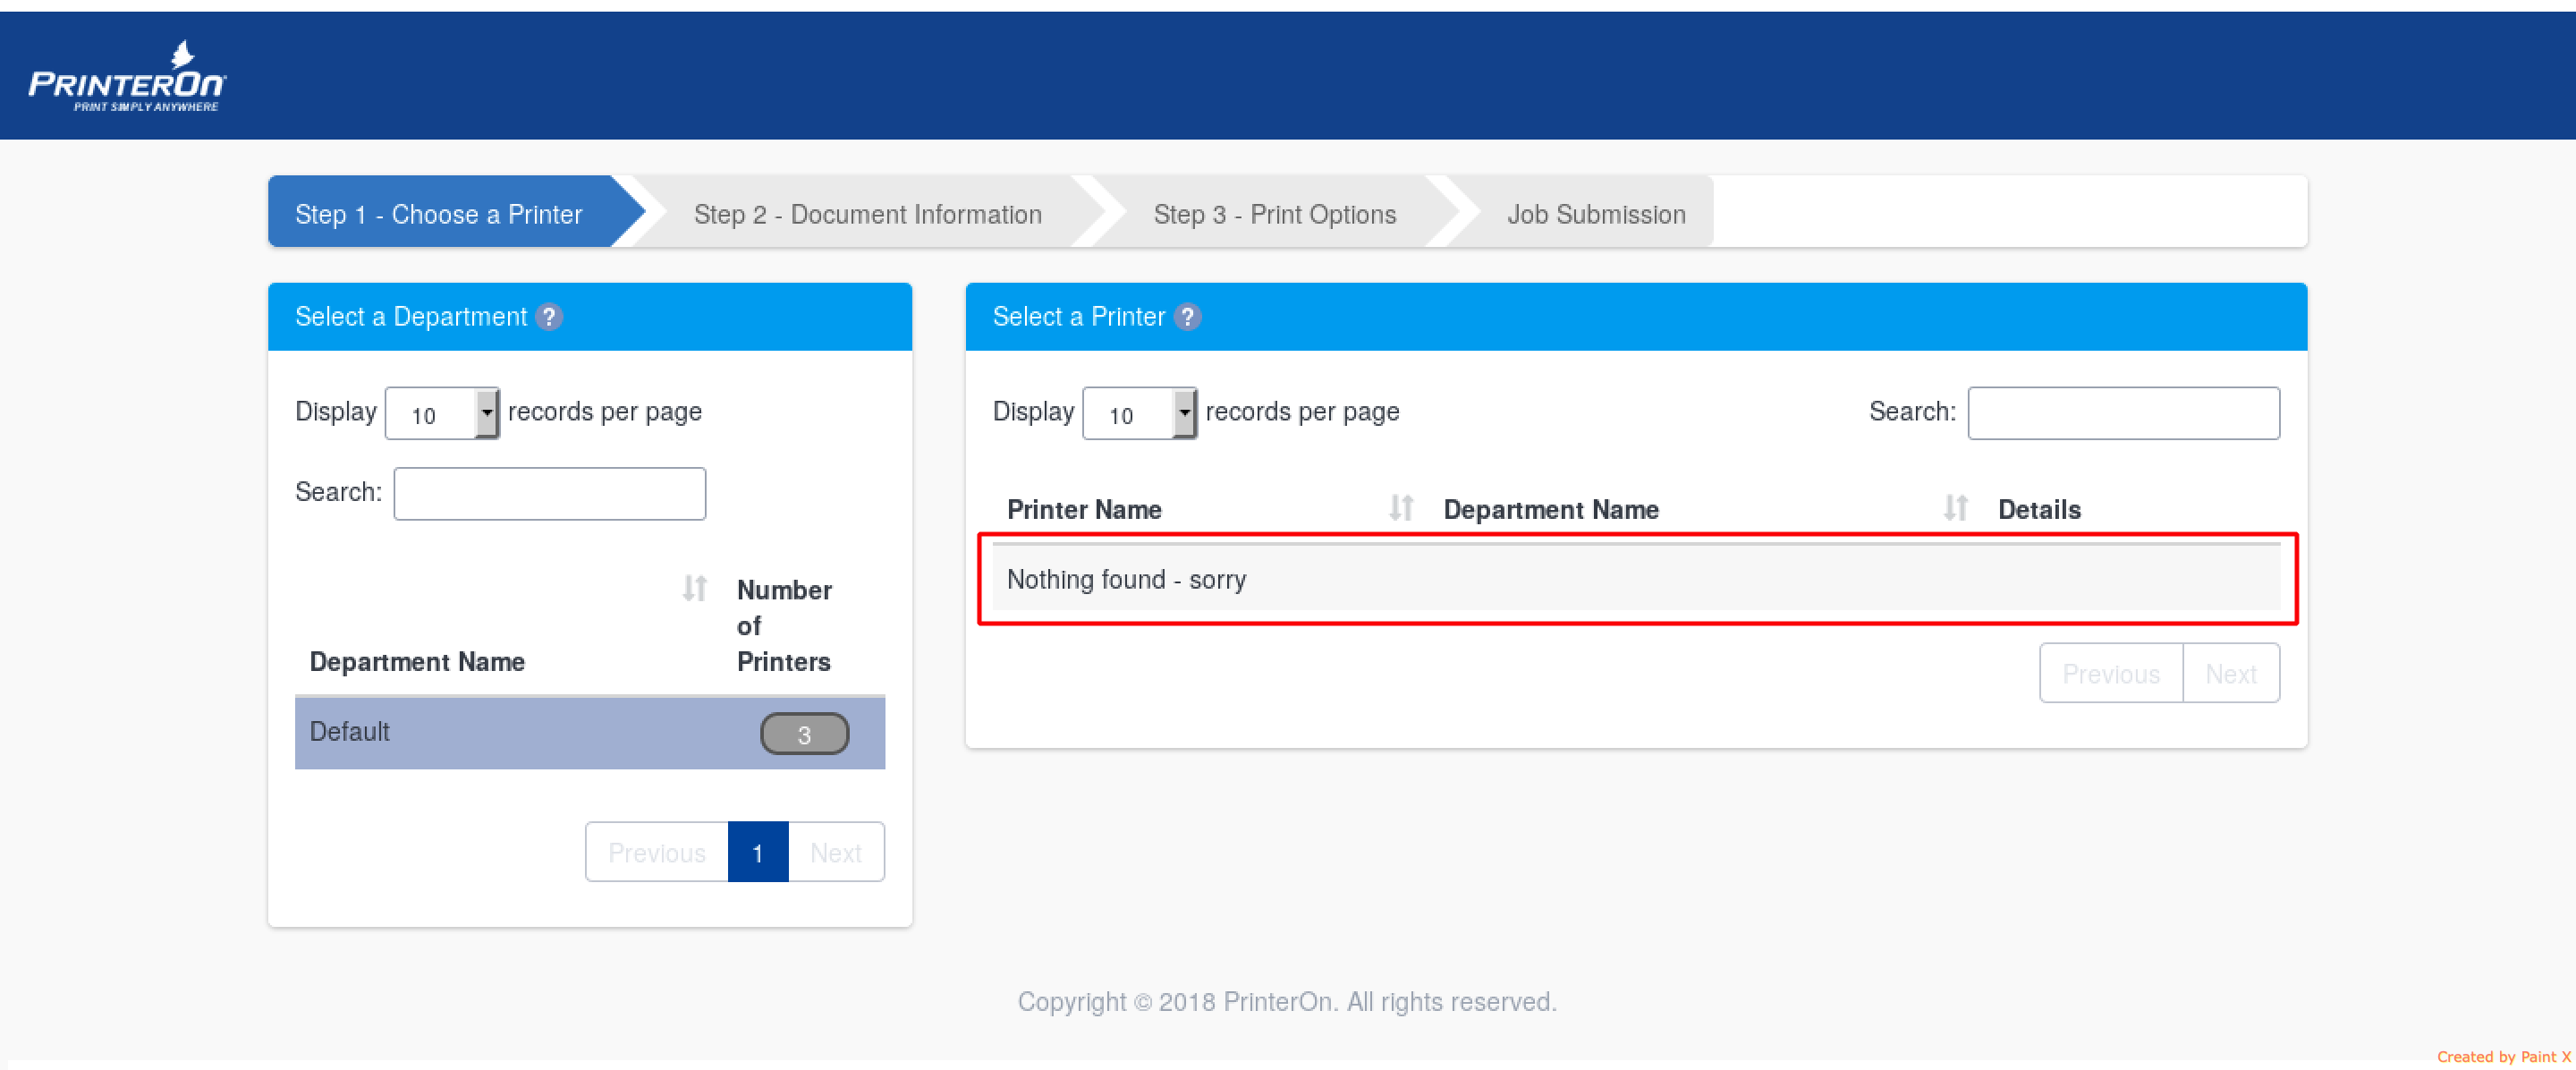 PRINTERON
PRINT SIMPLY ANYWHERE
Step 1 - Choose a Printer
Step 2 - Document Information
Step 3 - Print Options
Job Submission
Select a Department ?
Display 10 records per page
Search:
Department Name
Number
of
Printers
Default 3
Previous 1 Next
Select a Printer ?
Display 10 records per page
Search:
Printer Name Department Name Details
Nothing found - sorry
Previous Next
Copyright © 2018 PrinterOn. All rights reserved.
Created by Paint X